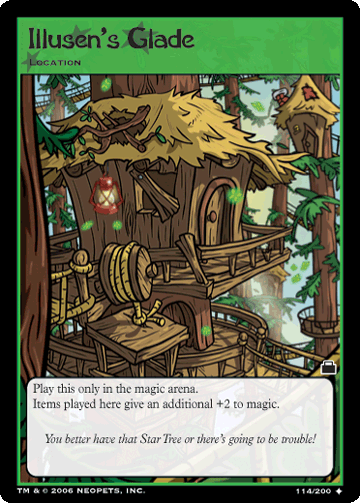 Illusen's Glade
Location
Play this only in the magic arena.
Items played here give an additional +2 to magic.
You better have that Star Tree or there's going to be trouble!
TM & © 2006 NEOPETS, INC.
114/200